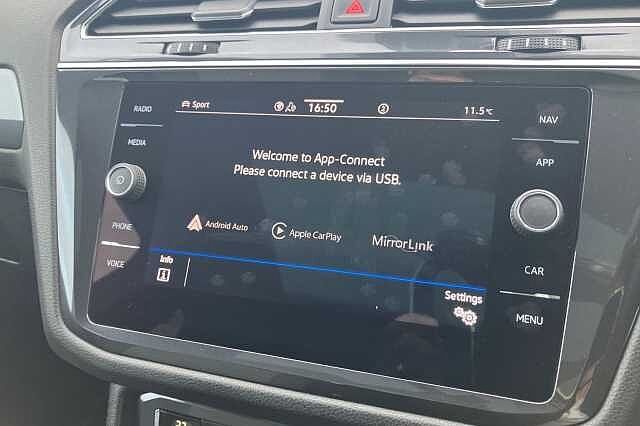 RADIO
MEDIA
PHONE
VOICE
Sport
16:50
11.5°C
Welcome to App-Connect
Please connect a device via USB.
Android Auto
Apple CarPlay
MirrorLink
Info
Settings
NAV
APP
CAR
MENU